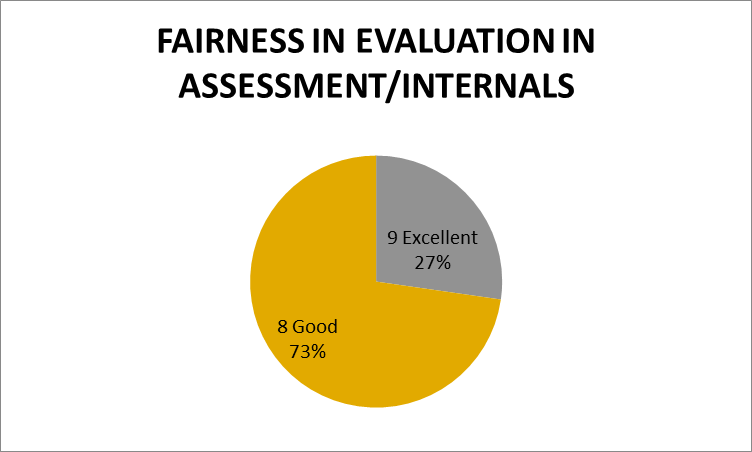 FAIRNESS IN EVALUATION IN
ASSESSMENT/INTERNALS
9 Excellent
27%
8 Good
73%